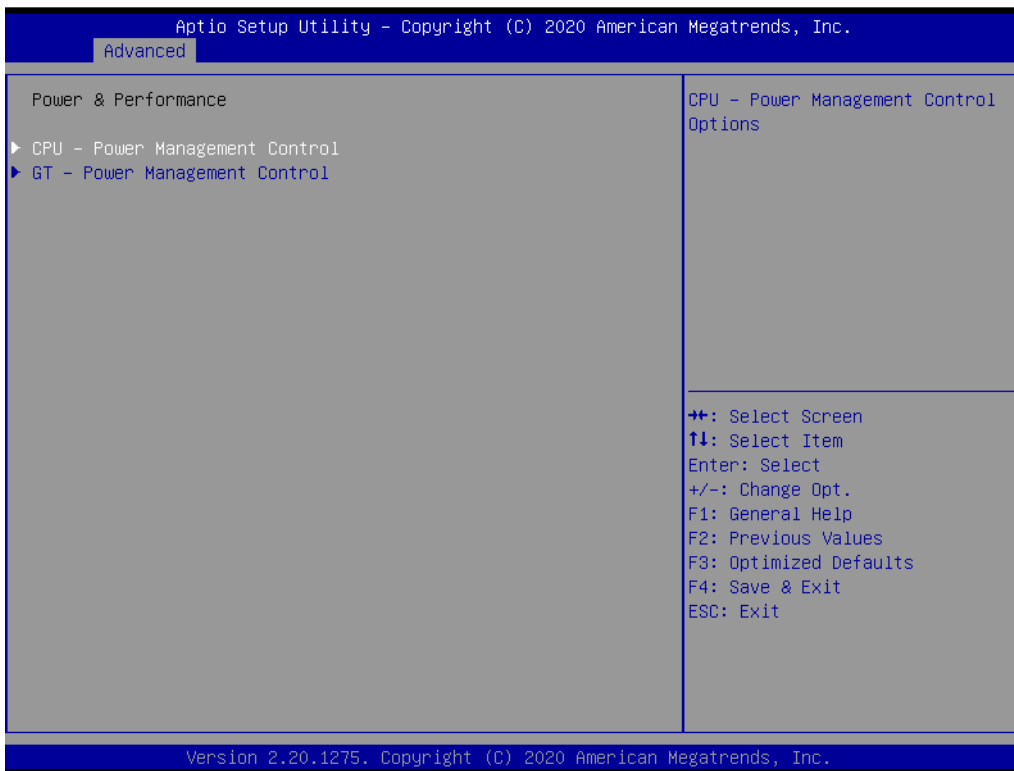 Aptio Setup Utility – Copyright (C) 2020 American Megatrends, Inc.
Advanced
Power & Performance
▶ CPU – Power Management Control
▶ GT – Power Management Control
CPU – Power Management Control
Options
→←: Select Screen
↑↓: Select Item
Enter: Select
+/-: Change Opt.
F1: General Help
F2: Previous Values
F3: Optimized Defaults
F4: Save & Exit
ESC: Exit
Version 2.20.1275. Copyright (C) 2020 American Megatrends, Inc.